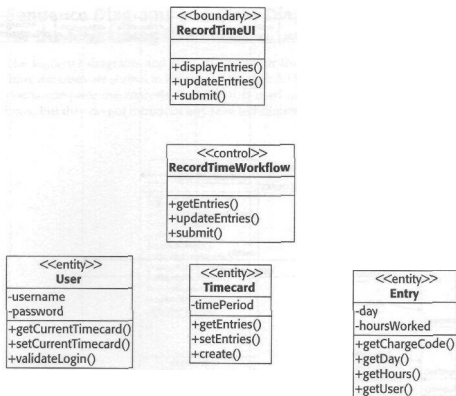 <<boundary>>
RecordTimeUI
+displayEntries()
+updateEntries()
+submit()
<<control>>
RecordTimeWorkflow
+getEntries()
+updateEntries()
+submit()
<<entity>>
User
-username
-password
+getCurrentTimecard()
+setCurrentTimecard()
+validateLogin()
<<entity>>
Timecard
-timePeriod
+getEntries()
+setEntries()
+create()
<<entity>>
Entry
-day
-hoursWorked
+getChargeCode()
+getDay()
+getHours()
+getUser()